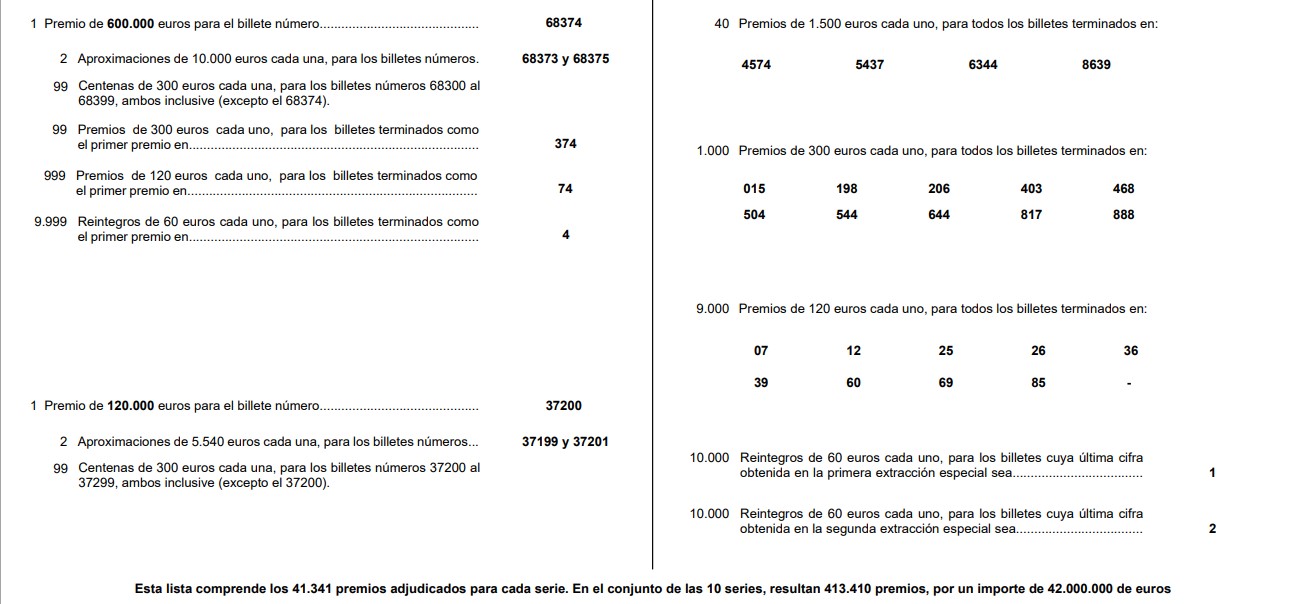 1 Premio de 600.000 euros para el billete número............................................ 68374
2 Aproximaciones de 10.000 euros cada una, para los billetes números. 68373 y 68375
99 Centenas de 300 euros cada una, para los billetes números 68300 al
68399, ambos inclusive (excepto el 68374).
99 Premios de 300 euros cada uno, para los billetes terminados como
el primer premio en................................................................................ 374
999 Premios de 120 euros cada uno, para los billetes terminados como
el primer premio en................................................................................ 74
9.999 Reintegros de 60 euros cada uno, para los billetes terminados como
el primer premio en................................................................................ 4
1 Premio de 120.000 euros para el billete número............................................ 37200
2 Aproximaciones de 5.540 euros cada una, para los billetes números... 37199 y 37201
99 Centenas de 300 euros cada una, para los billetes números 37200 al
37299, ambos inclusive (excepto el 37200).
40 Premios de 1.500 euros cada uno, para todos los billetes terminados en:
4574 5437 6344 8639
1.000 Premios de 300 euros cada uno, para todos los billetes terminados en:
015 198 206 403 468
504 544 644 817 888
9.000 Premios de 120 euros cada uno, para todos los billetes terminados en:
07 12 25 26 36
39 60 69 85 -
10.000 Reintegros de 60 euros cada uno, para los billetes cuya última cifra
obtenida en la primera extracción especial sea.................................... 1
10.000 Reintegros de 60 euros cada uno, para los billetes cuya última cifra
obtenida en la segunda extracción especial sea................................... 2
Esta lista comprende los 41.341 premios adjudicados para cada serie. En el conjunto de las 10 series, resultan 413.410 premios, por un importe de 42.000.000 de euros